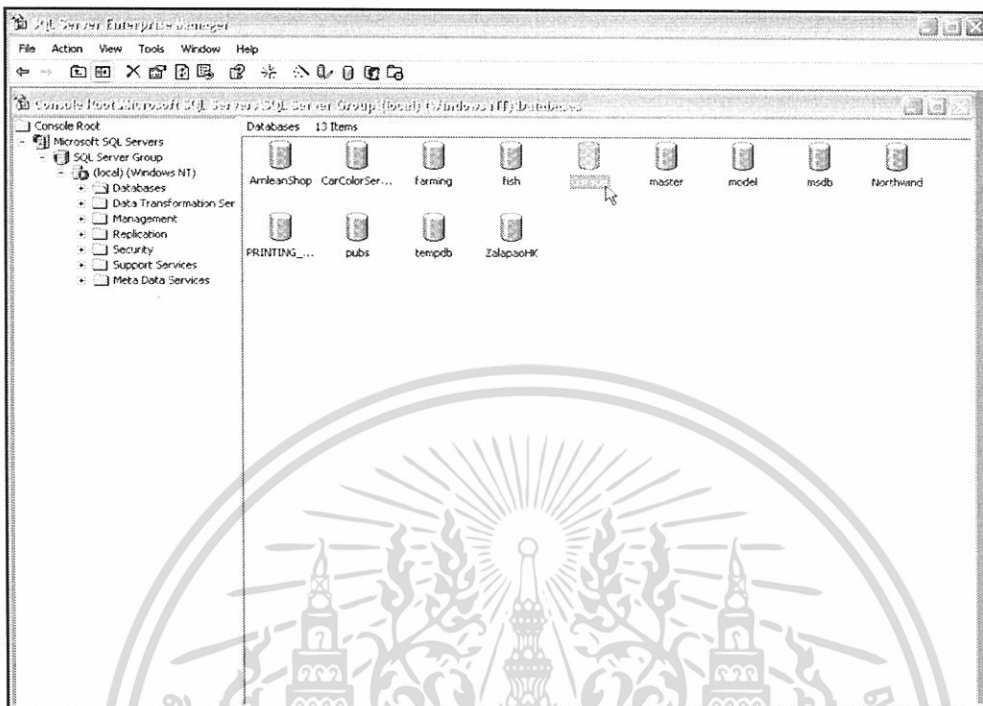 SQL Server Enterprise Manager
File Action View Tools Window Help
Console Root\Microsoft SQL Servers\SQL Server Group\(local) (Windows NT)\Databases
Console Root
Microsoft SQL Servers
SQL Server Group
(local) (Windows NT)
Databases
Data Transformation Ser
Management
Replication
Security
Support Services
Meta Data Services
Databases 13 Items
ArnleanShop CarColorSer... farming fish master model msdb Northwind
PRINTING_... pubs tempdb ZalapaoHK